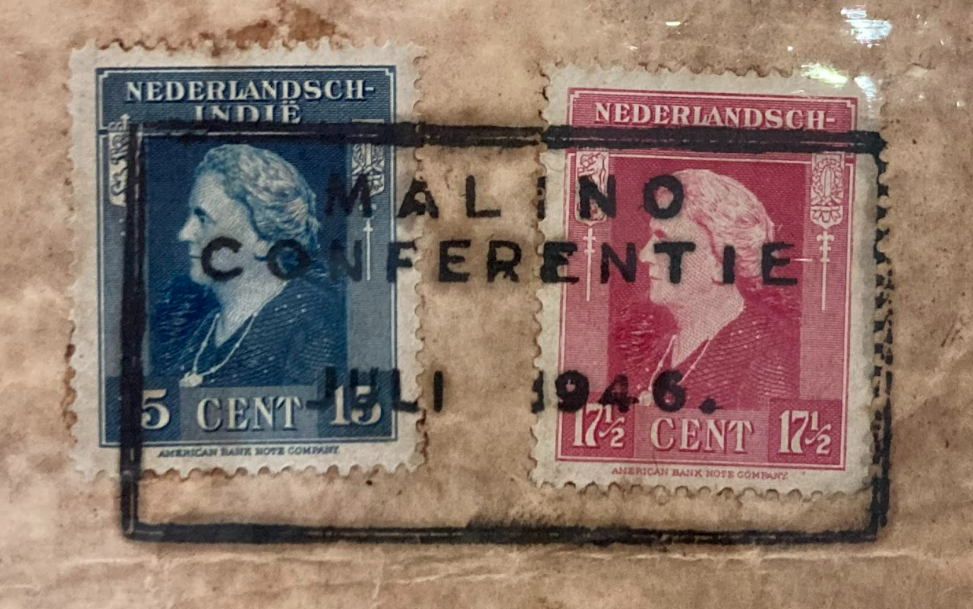 NEDERLANDSCH-
INDIË
15 CENT 15
AMERICAN BANK NOTE COMPANY
NEDERLANDSCH-
17½ CENT 17½
AMERICAN BANK NOTE COMPANY
MALINO
CONFERENTIE
JULI 1946.